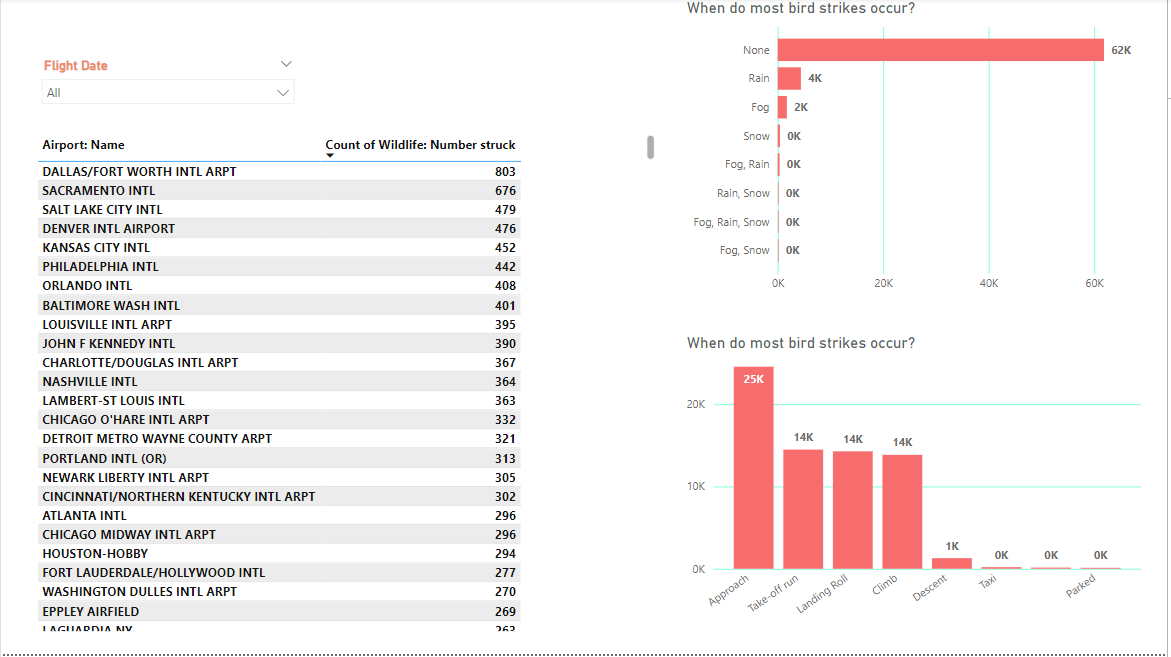 When do most bird strikes occur?
Flight Date
All
Airport: Name Count of Wildlife: Number struck
DALLAS/FORT WORTH INTL ARPT 803
SACRAMENTO INTL 676
SALT LAKE CITY INTL 479
DENVER INTL AIRPORT 476
KANSAS CITY INTL 452
PHILADELPHIA INTL 442
ORLANDO INTL 408
BALTIMORE WASH INTL 401
LOUISVILLE INTL ARPT 395
JOHN F KENNEDY INTL 390
CHARLOTTE/DOUGLAS INTL ARPT 367
NASHVILLE INTL 364
LAMBERT-ST LOUIS INTL 363
CHICAGO O'HARE INTL ARPT 332
DETROIT METRO WAYNE COUNTY ARPT 321
PORTLAND INTL (OR) 313
NEWARK LIBERTY INTL ARPT 305
CINCINNATI/NORTHERN KENTUCKY INTL ARPT 302
ATLANTA INTL 296
CHICAGO MIDWAY INTL ARPT 296
HOUSTON-HOBBY 294
FORT LAUDERDALE/HOLLYWOOD INTL 277
WASHINGTON DULLES INTL ARPT 270
EPPLEY AIRFIELD 269
LAGUARDIA NY 263
None 62K
Rain 4K
Fog 2K
Snow 0K
Fog, Rain 0K
Rain, Snow 0K
Fog, Rain, Snow 0K
Fog, Snow 0K
0K 20K 40K 60K
When do most bird strikes occur?
25K
20K
14K 14K 14K
10K
1K 0K 0K 0K
0K
Approach Take-off run Landing Roll Climb Descent Taxi Parked